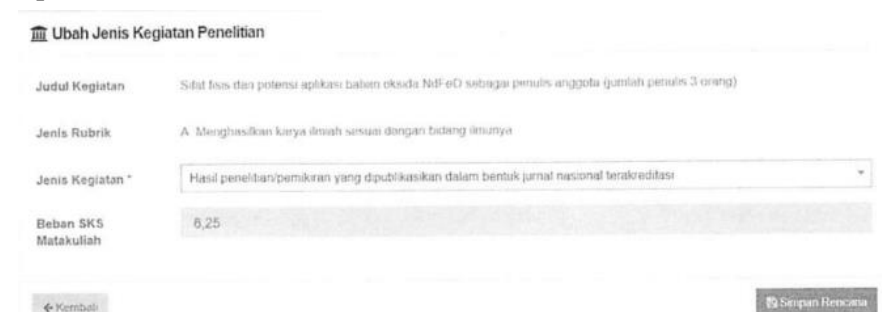 Ubah Jenis Kegiatan Penelitian
Judul Kegiatan Sifat fisis dan potensi aplikasi bahan oksida NdFeO sebagai penulis anggota (jumlah penulis 3 orang)
Jenis Rubrik A Menghasilkan karya ilmiah sesuai dangan bidang ilmunya
Jenis Kegiatan * Hasil penelitian/pemikiran yang dipublikasikan dalam bentuk jurnal nasional terakreditasi
Beban SKS
Matakuliah 6,25
Kembali Simpan Rencana